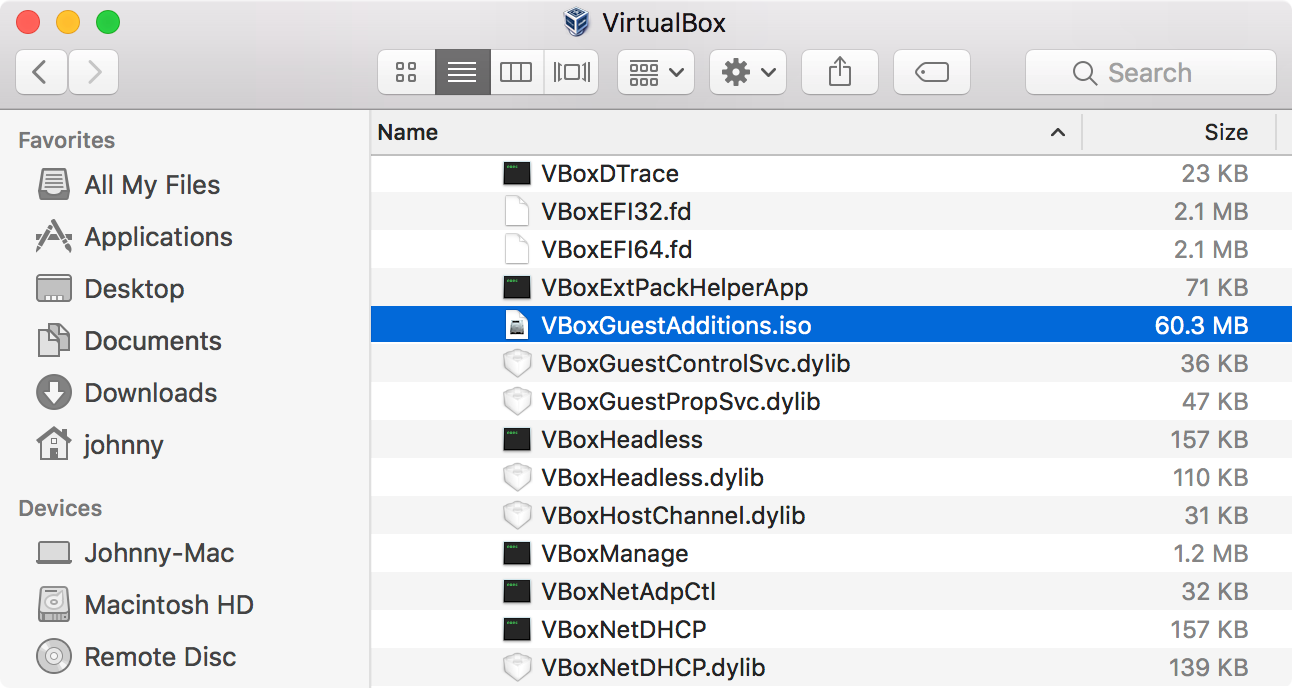 VirtualBox
Search
Favorites
All My Files
Applications
Desktop
Documents
Downloads
johnny
Devices
Johnny-Mac
Macintosh HD
Remote Disc
Name Size
VBoxDTrace 23 KB
VBoxEFI32.fd 2.1 MB
VBoxEFI64.fd 2.1 MB
VBoxExtPackHelperApp 71 KB
VBoxGuestAdditions.iso 60.3 MB
VBoxGuestControlSvc.dylib 36 KB
VBoxGuestPropSvc.dylib 47 KB
VBoxHeadless 157 KB
VBoxHeadless.dylib 110 KB
VBoxHostChannel.dylib 31 KB
VBoxManage 1.2 MB
VBoxNetAdpCtl 32 KB
VBoxNetDHCP 157 KB
VBoxNetDHCP.dylib 139 KB